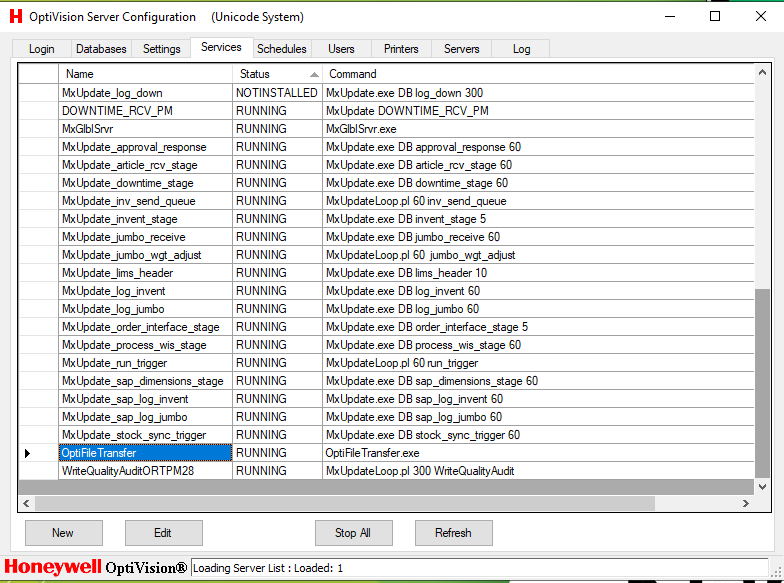 H OptiVision Server Configuration (Unicode System)
Login Databases Settings Services Schedules Users Printers Servers Log
Name Status Command
MxUpdate_log_down NOTINSTALLED MxUpdate.exe DB log_down 300
DOWNTIME_RCV_PM RUNNING MxUpdate DOWNTIME_RCV_PM
MxGlblSrvr RUNNING MxGlblSrvr.exe
MxUpdate_approval_response RUNNING MxUpdate.exe DB approval_response 60
MxUpdate_article_rcv_stage RUNNING MxUpdate.exe DB article_rcv_stage 60
MxUpdate_downtime_stage RUNNING MxUpdate.exe DB downtime_stage 60
MxUpdate_inv_send_queue RUNNING MxUpdateLoop.pl 60 inv_send_queue
MxUpdate_invent_stage RUNNING MxUpdate.exe DB invent_stage 5
MxUpdate_jumbo_receive RUNNING MxUpdate.exe DB jumbo_receive 60
MxUpdate_jumbo_wgt_adjust RUNNING MxUpdateLoop.pl 60 jumbo_wgt_adjust
MxUpdate_lims_header RUNNING MxUpdate.exe DB lims_header 10
MxUpdate_log_invent RUNNING MxUpdate.exe DB log_invent 60
MxUpdate_log_jumbo RUNNING MxUpdate.exe DB log_jumbo 60
MxUpdate_order_interface_stage RUNNING MxUpdate.exe DB order_interface_stage 5
MxUpdate_process_wis_stage RUNNING MxUpdate.exe DB process_wis_stage 60
MxUpdate_run_trigger RUNNING MxUpdateLoop.pl 60 run_trigger
MxUpdate_sap_dimensions_stage RUNNING MxUpdate.exe DB sap_dimensions_stage 60
MxUpdate_sap_log_invent RUNNING MxUpdate.exe DB sap_log_invent 60
MxUpdate_sap_log_jumbo RUNNING MxUpdate.exe DB sap_log_jumbo 60
MxUpdate_stock_sync_trigger RUNNING MxUpdate.exe DB stock_sync_trigger 60
OptiFileTransfer RUNNING OptiFileTransfer.exe
WriteQualityAuditORTPM28 RUNNING MxUpdateLoop.pl 300 WriteQualityAudit
New Edit Stop All Refresh
Honeywell OptiVision® Loading Server List : Loaded: 1